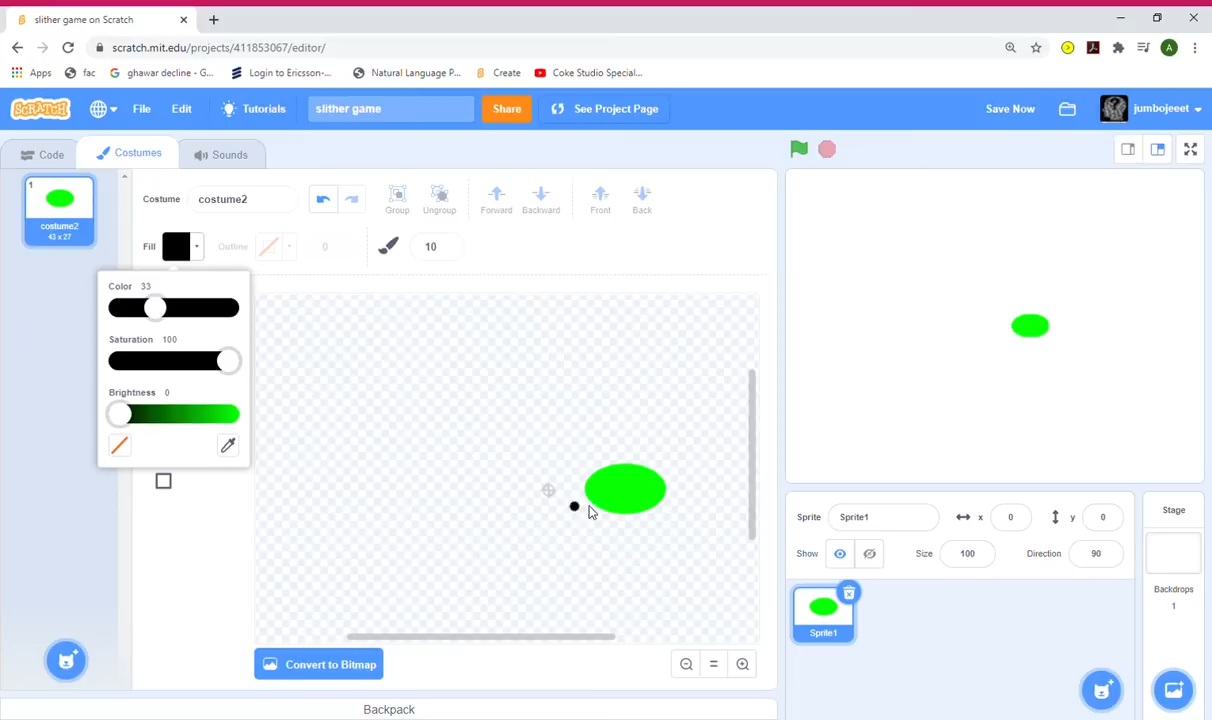 slither game on Scratch
scratch.mit.edu/projects/411853067/editor/
A
Apps
fac
ghawar decline - G...
Login to Ericsson-...
Natural Language P...
Create
Coke Studio Special...
SCRATCH
File
Edit
Tutorials
slither game
Share
See Project Page
Save Now
jumbojeeet
Code
Costumes
Sounds
1
costume2
43 x 27
Costume
costume2
Group
Ungroup
Forward
Backward
Front
Back
Fill
Outline
0
10
Color 33
Saturation 100
Brightness 0
Convert to Bitmap
Backpack
Sprite
Sprite1
x
0
y
0
Show
Size
100
Direction
90
Sprite1
Stage
Backdrops
1